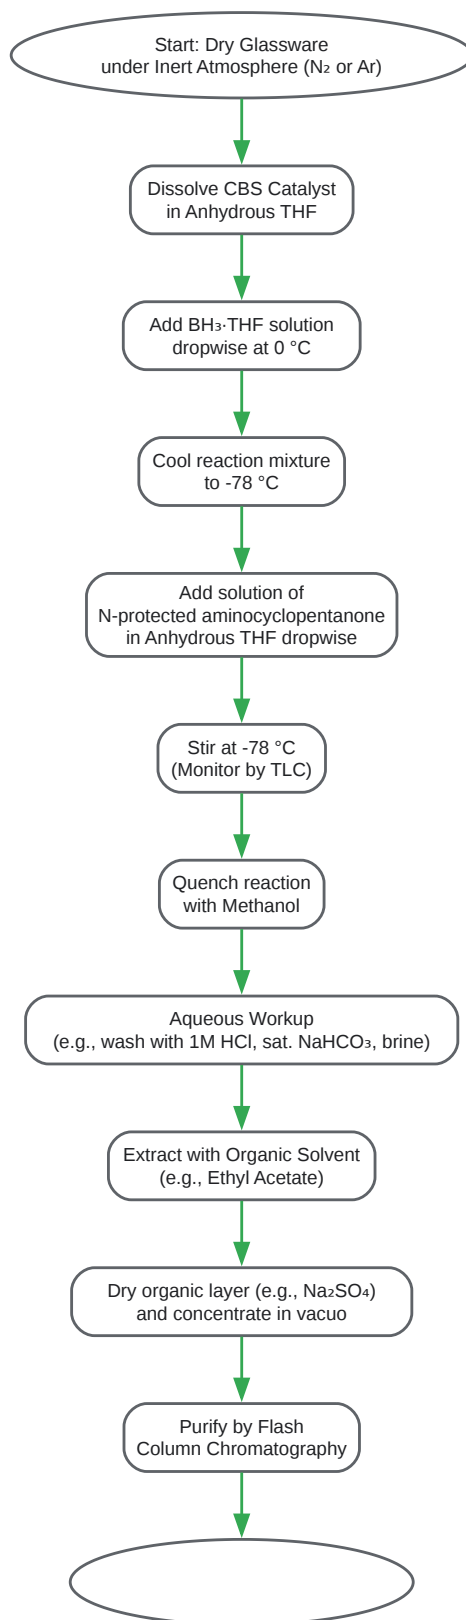 Start: Dry Glassware
under Inert Atmosphere (N₂ or Ar)
Dissolve CBS Catalyst
in Anhydrous THF
Add BH₃·THF solution
dropwise at 0 °C
Cool reaction mixture
to -78 °C
Add solution of
N-protected aminocyclopentanone
in Anhydrous THF dropwise
Stir at -78 °C
(Monitor by TLC)
Quench reaction
with Methanol
Aqueous Workup
(e.g., wash with 1M HCl, sat. NaHCO₃, brine)
Extract with Organic Solvent
(e.g., Ethyl Acetate)
Dry organic layer (e.g., Na₂SO₄)
and concentrate in vacuo
Purify by Flash
Column Chromatography